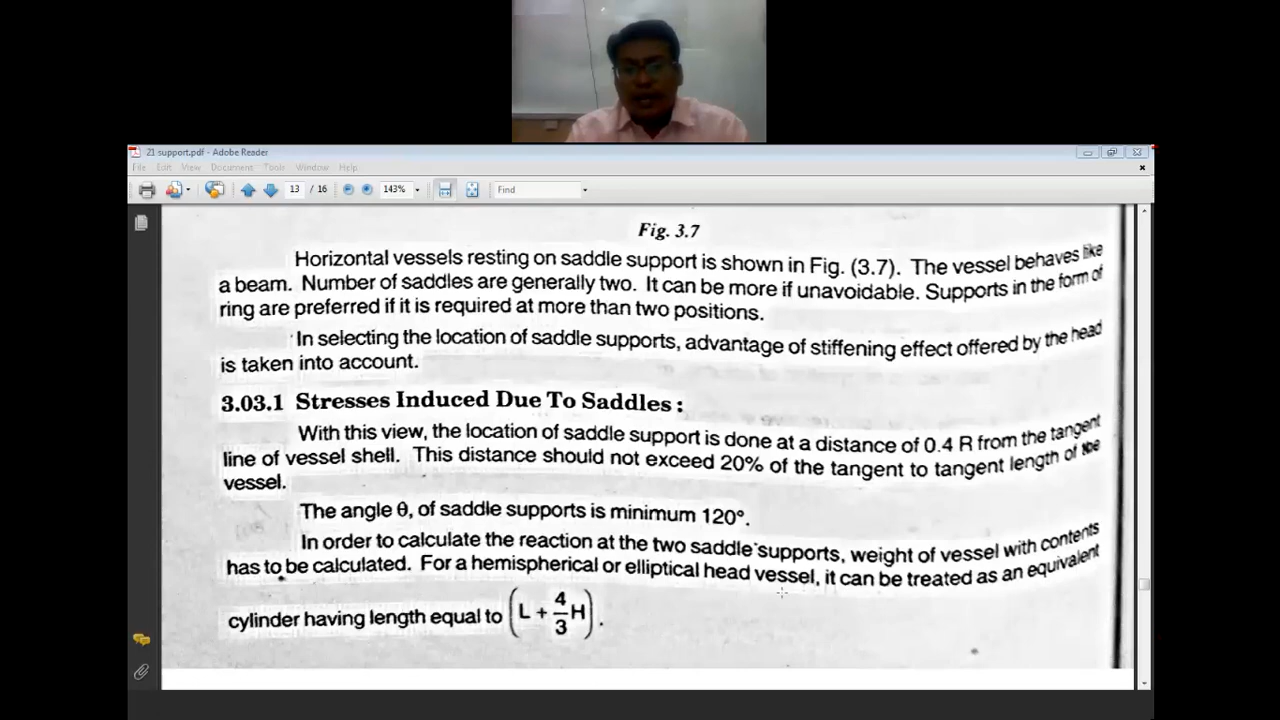 21 support.pdf - Adobe Reader
File Edit View Document Tools Window Help
13 / 16 143% Find
Fig. 3.7
Horizontal vessels resting on saddle support is shown in Fig. (3.7). The vessel behaves like
a beam. Number of saddles are generally two. It can be more if unavoidable. Supports in the form of
ring are preferred if it is required at more than two positions.
In selecting the location of saddle supports, advantage of stiffening effect offered by the head
is taken into account.
3.03.1 Stresses Induced Due To Saddles :
With this view, the location of saddle support is done at a distance of 0.4 R from the tangent
line of vessel shell. This distance should not exceed 20% of the tangent to tangent length of the
vessel.
The angle θ, of saddle supports is minimum 120°.
In order to calculate the reaction at the two saddle supports, weight of vessel with contents
has to be calculated. For a hemispherical or elliptical head vessel, it can be treated as an equivalent
cylinder having length equal to (L + 4/3 H).